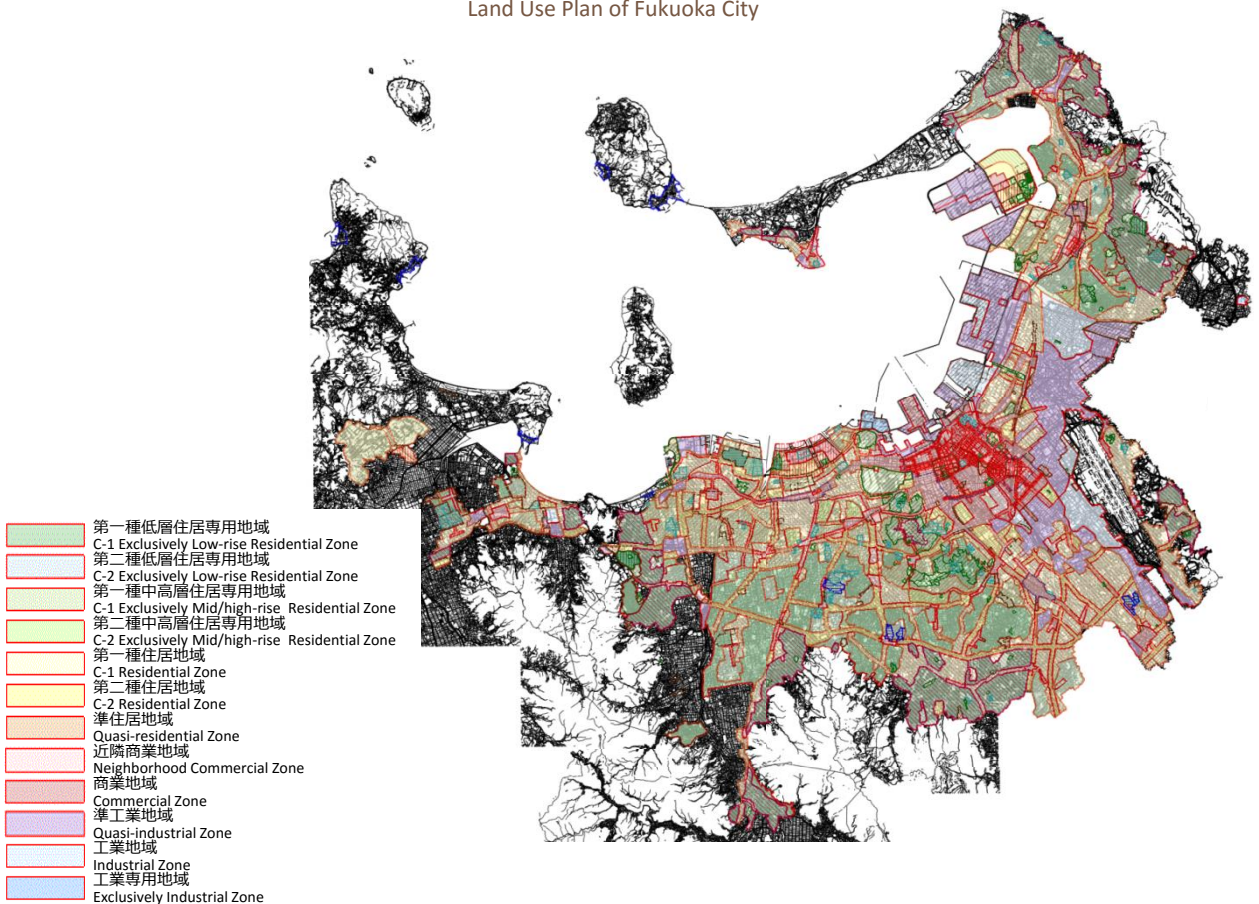 Land Use Plan of Fukuoka City
第一種低層住居専用地域
C-1 Exclusively Low-rise Residential Zone
第二種低層住居専用地域
C-2 Exclusively Low-rise Residential Zone
第一種中高層住居専用地域
C-1 Exclusively Mid/high-rise Residential Zone
第二種中高層住居専用地域
C-2 Exclusively Mid/high-rise Residential Zone
第一種住居地域
C-1 Residential Zone
第二種住居地域
C-2 Residential Zone
準住居地域
Quasi-residential Zone
近隣商業地域
Neighborhood Commercial Zone
商業地域
Commercial Zone
準工業地域
Quasi-industrial Zone
工業地域
Industrial Zone
工業専用地域
Exclusively Industrial Zone